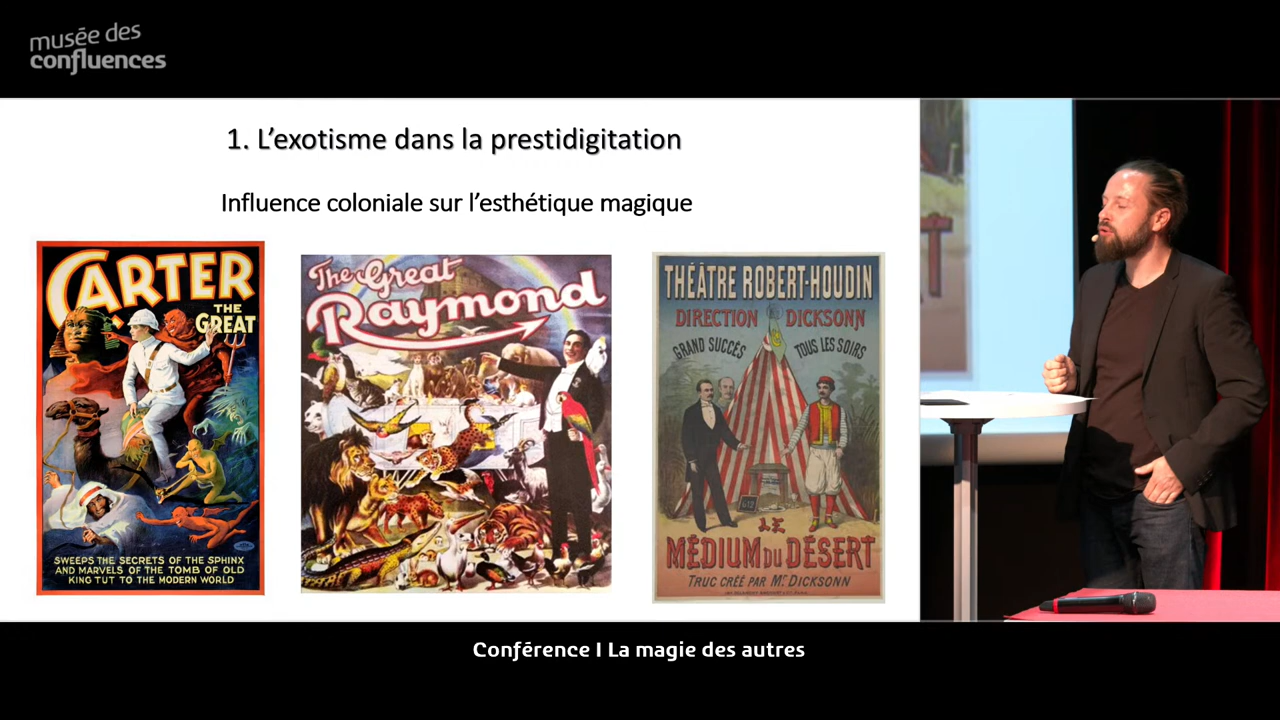 musée des
confluences
1. L’exotisme dans la prestidigitation
Influence coloniale sur l’esthétique magique
CARTER
THE
GREAT
SWEEPS THE SECRETS OF THE SPHINX
AND MARVELS OF THE TOMB OF OLD
KING TUT TO THE MODERN WORLD
The Great
Raymond
THÉÂTRE ROBERT-HOUDIN
DIRECTION DICKSONN
GRAND SUCCÈS TOUS LES SOIRS
LE
MÉDIUM DU DÉSERT
TRUC CRÉÉ PAR Mr DICKSONN
Conférence I La magie des autres